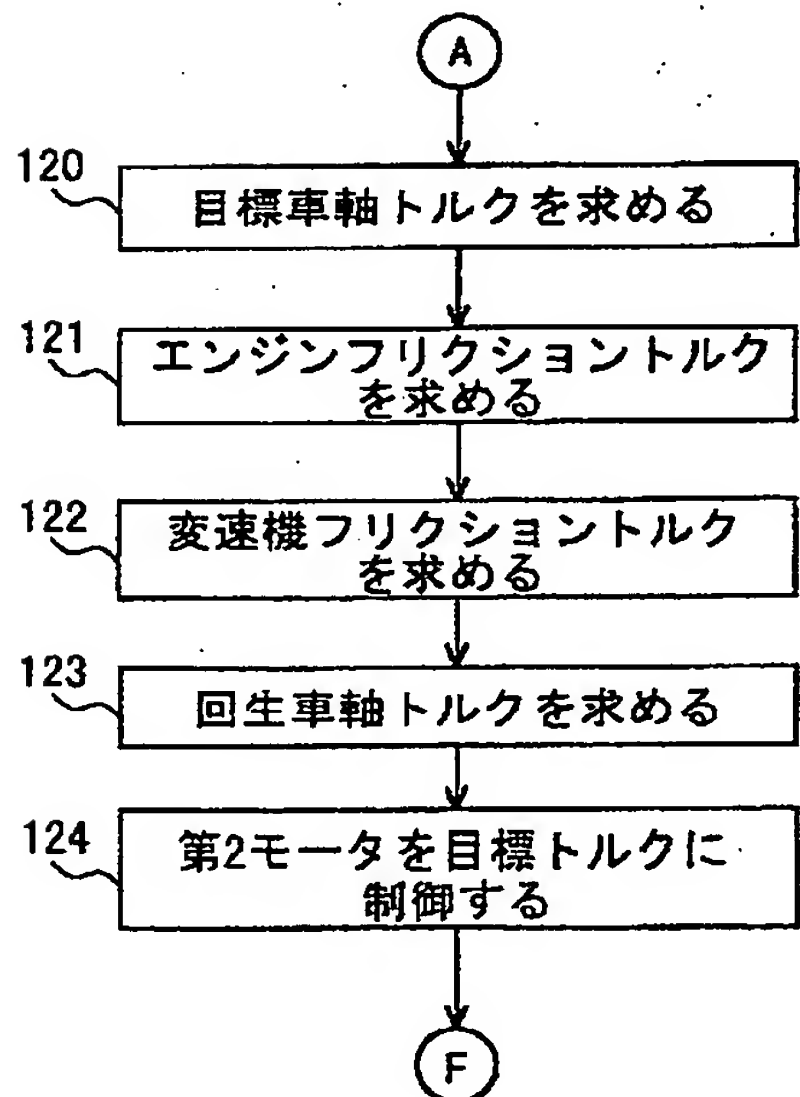 A
120
目標車軸トルクを求める
121
エンジンフリクショントルク
を求める
122
変速機フリクショントルク
を求める
123
回生車軸トルクを求める
124
第2モータを目標トルクに
制御する
F